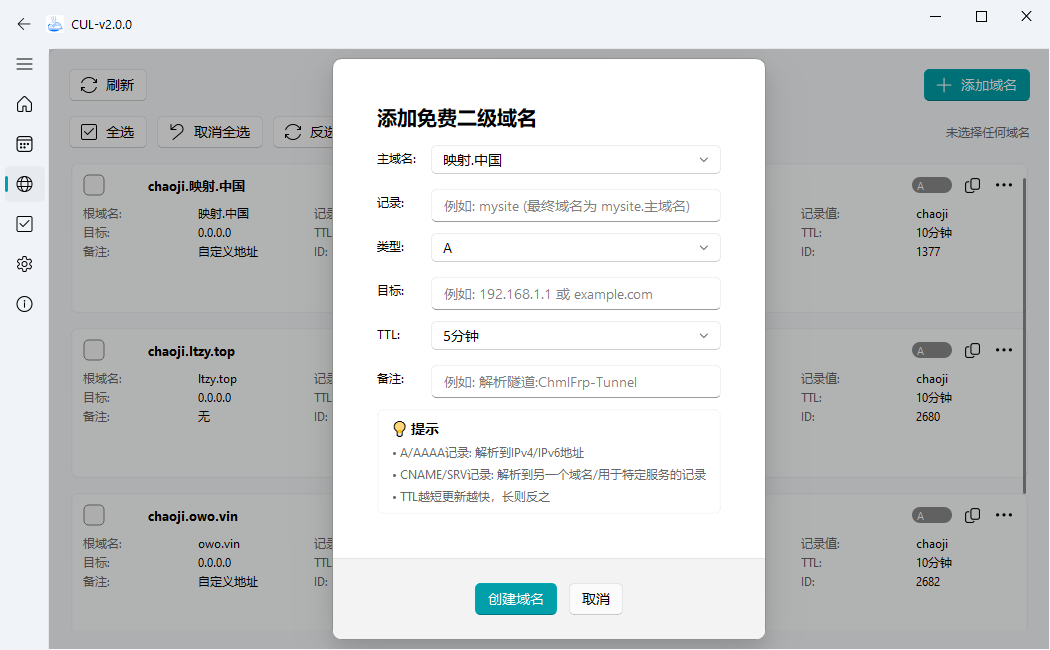 CUL-v2.0.0
刷新
添加域名
全选
取消全选
反选
未选择任何域名
chaoji.映射.中国
A
根域名:
映射.中国
记录
记录值:
chaoji
目标:
0.0.0.0
TTL
TTL:
10分钟
备注:
自定义地址
ID:
ID:
1377
chaoji.ltzy.top
A
根域名:
ltzy.top
记录
记录值:
chaoji
目标:
0.0.0.0
TTL
TTL:
10分钟
备注:
无
ID:
ID:
2680
chaoji.owo.vin
A
根域名:
owo.vin
记录
记录值:
chaoji
目标:
0.0.0.0
TTL
TTL:
10分钟
备注:
自定义地址
ID:
ID:
2682
添加免费二级域名
主域名:
映射.中国
记录:
例如: mysite (最终域名为 mysite.主域名)
类型:
A
目标:
例如: 192.168.1.1 或 example.com
TTL:
5分钟
备注:
例如: 解析隧道:ChmlFrp-Tunnel
提示
• A/AAAA记录: 解析到IPv4/IPv6地址
• CNAME/SRV记录: 解析到另一个域名/用于特定服务的记录
• TTL越短更新越快，长则反之
创建域名
取消